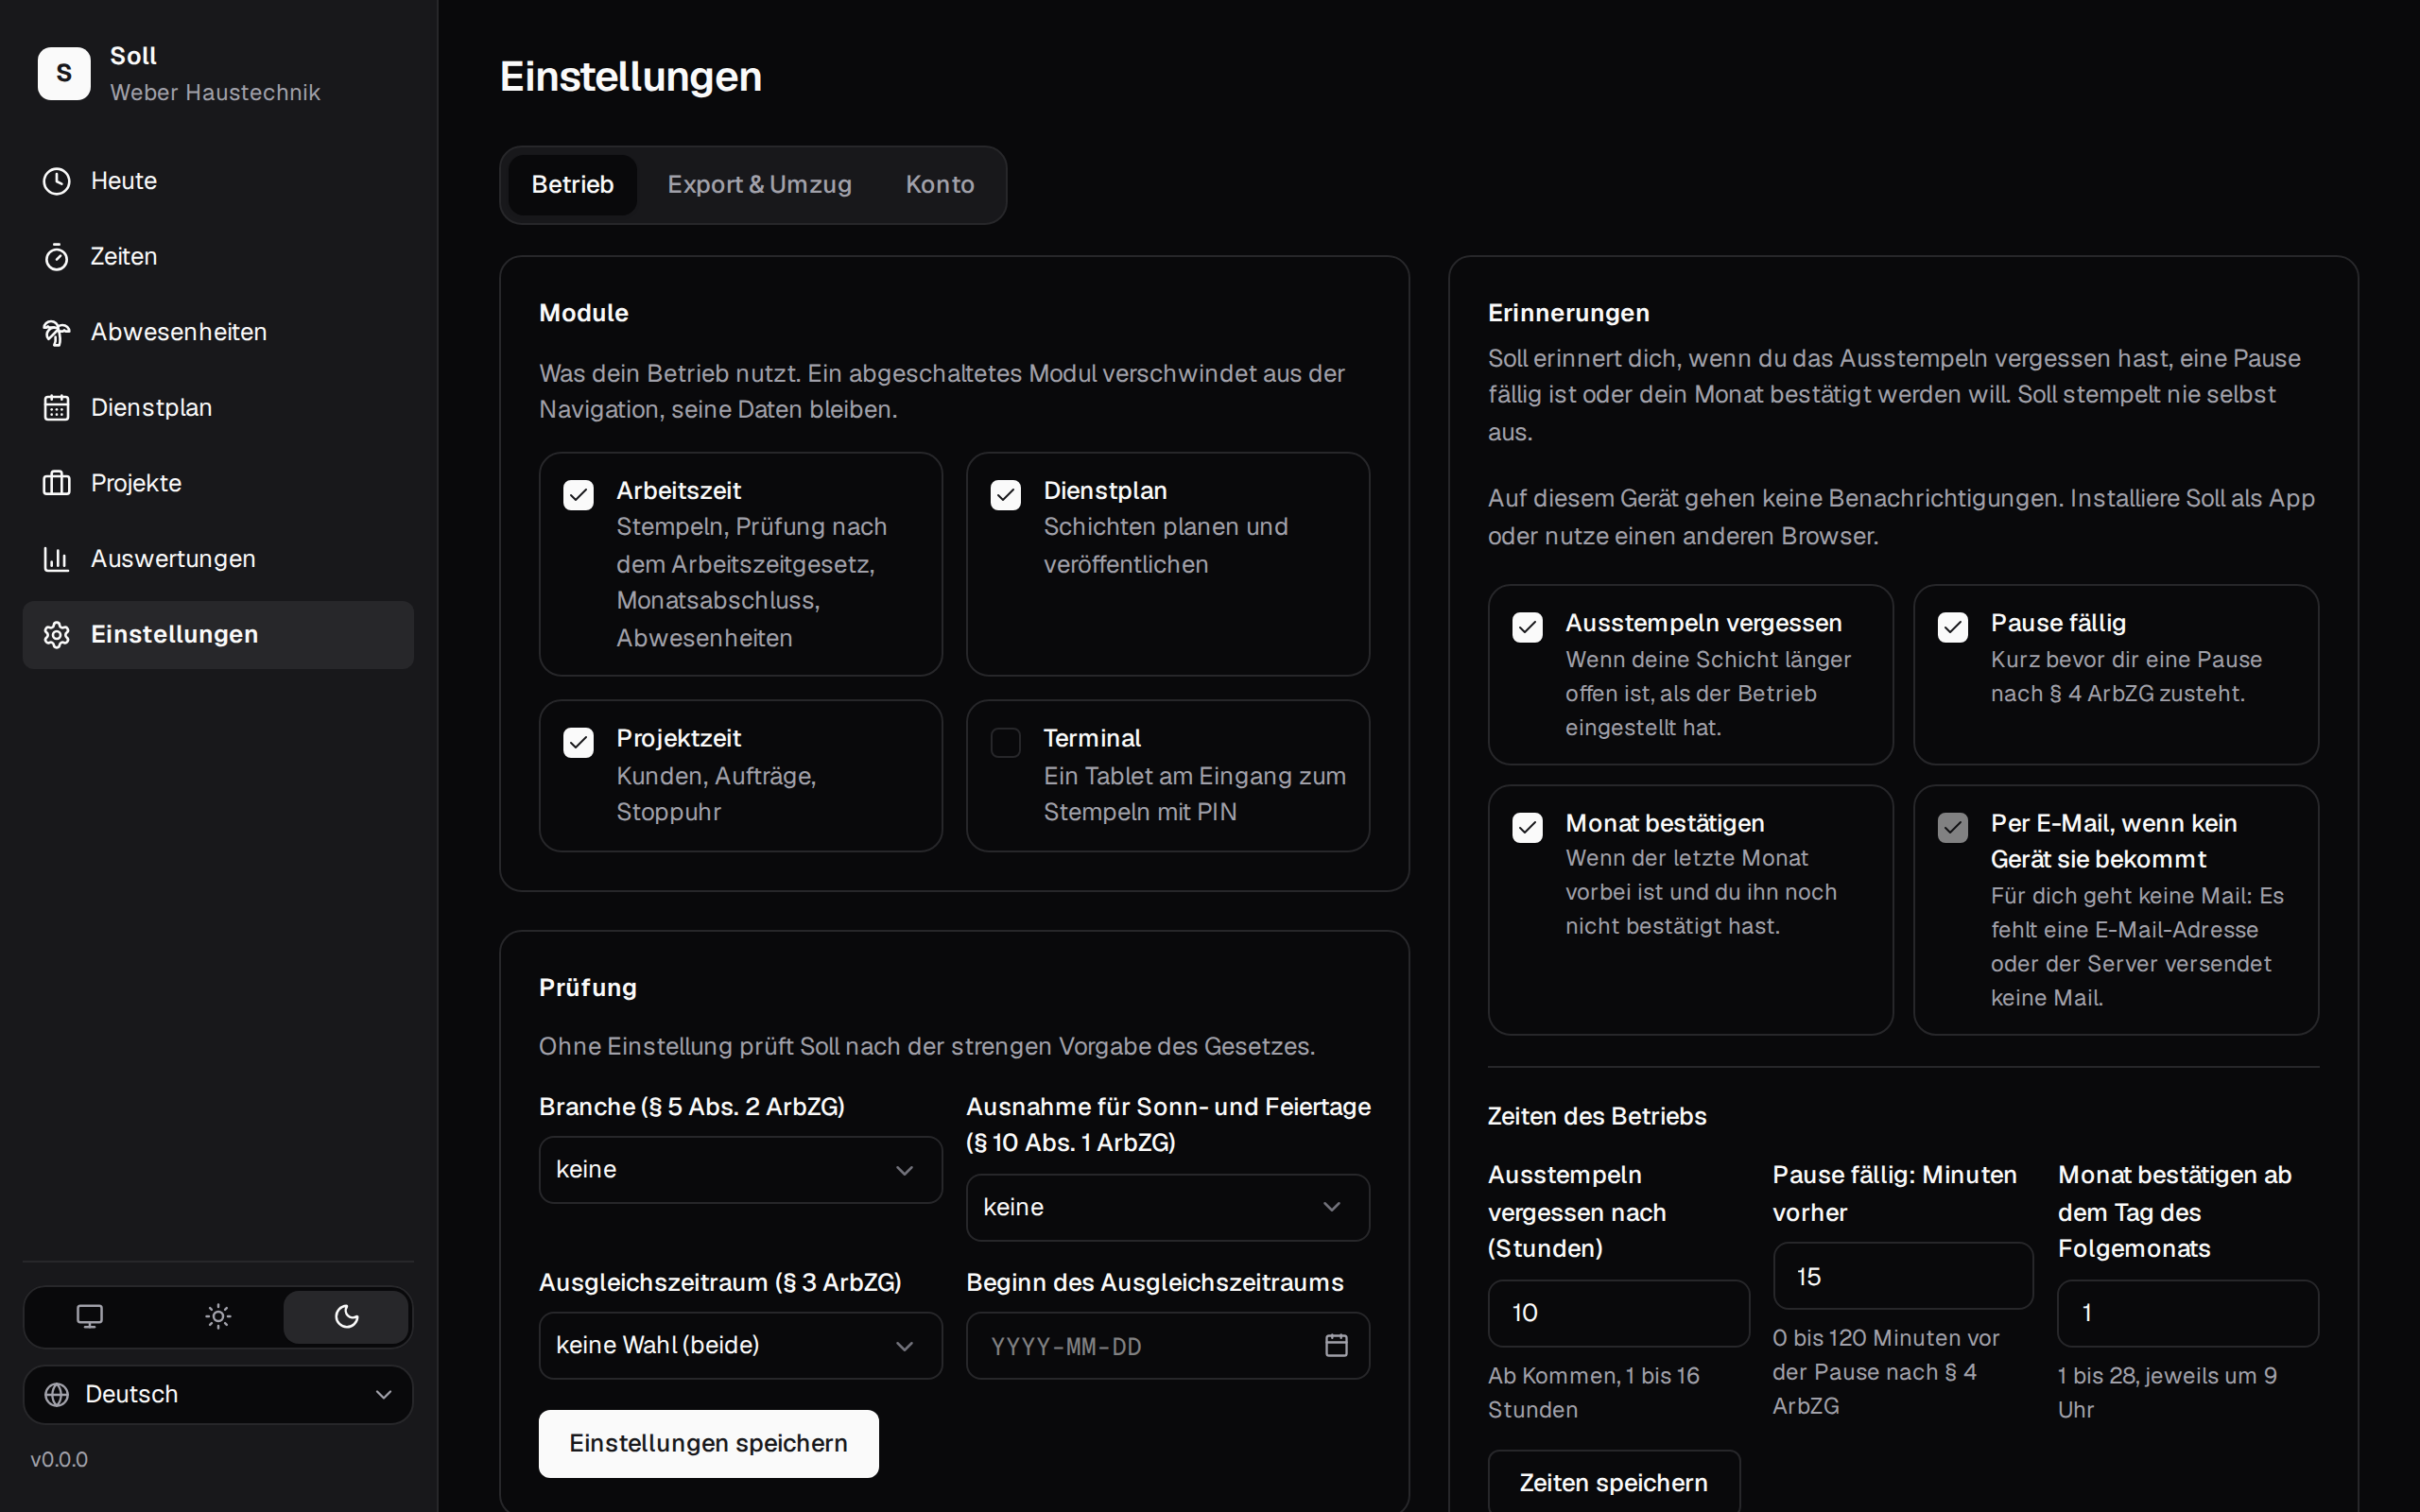 S
Soll
Weber Haustechnik
Heute
Zeiten
Abwesenheiten
Dienstplan
Projekte
Auswertungen
Einstellungen
Deutsch
v0.0.0
Einstellungen
Betrieb
Export & Umzug
Konto
Module
Was dein Betrieb nutzt. Ein abgeschaltetes Modul verschwindet aus der
Navigation, seine Daten bleiben.
Arbeitszeit
Stempeln, Prüfung nach
dem Arbeitszeitgesetz,
Monatsabschluss,
Abwesenheiten
Dienstplan
Schichten planen und
veröffentlichen
Projektzeit
Kunden, Aufträge,
Stoppuhr
Terminal
Ein Tablet am Eingang zum
Stempeln mit PIN
Prüfung
Ohne Einstellung prüft Soll nach der strengen Vorgabe des Gesetzes.
Branche (§ 5 Abs. 2 ArbZG)
keine
Ausnahme für Sonn- und Feiertage
(§ 10 Abs. 1 ArbZG)
keine
Ausgleichszeitraum (§ 3 ArbZG)
keine Wahl (beide)
Beginn des Ausgleichszeitraums
YYYY-MM-DD
Einstellungen speichern
Erinnerungen
Soll erinnert dich, wenn du das Ausstempeln vergessen hast, eine Pause
fällig ist oder dein Monat bestätigt werden will. Soll stempelt nie selbst
aus.
Auf diesem Gerät gehen keine Benachrichtigungen. Installiere Soll als App
oder nutze einen anderen Browser.
Ausstempeln vergessen
Wenn deine Schicht länger
offen ist, als der Betrieb
eingestellt hat.
Pause fällig
Kurz bevor dir eine Pause
nach § 4 ArbZG zusteht.
Monat bestätigen
Wenn der letzte Monat
vorbei ist und du ihn noch
nicht bestätigt hast.
Per E-Mail, wenn kein
Gerät sie bekommt
Für dich geht keine Mail: Es
fehlt eine E-Mail-Adresse
oder der Server versendet
keine Mail.
Zeiten des Betriebs
Ausstempeln
vergessen nach
(Stunden)
10
Ab Kommen, 1 bis 16
Stunden
Pause fällig: Minuten
vorher
15
0 bis 120 Minuten vor
der Pause nach § 4
ArbZG
Monat bestätigen ab
dem Tag des
Folgemonats
1
1 bis 28, jeweils um 9
Uhr
Zeiten speichern